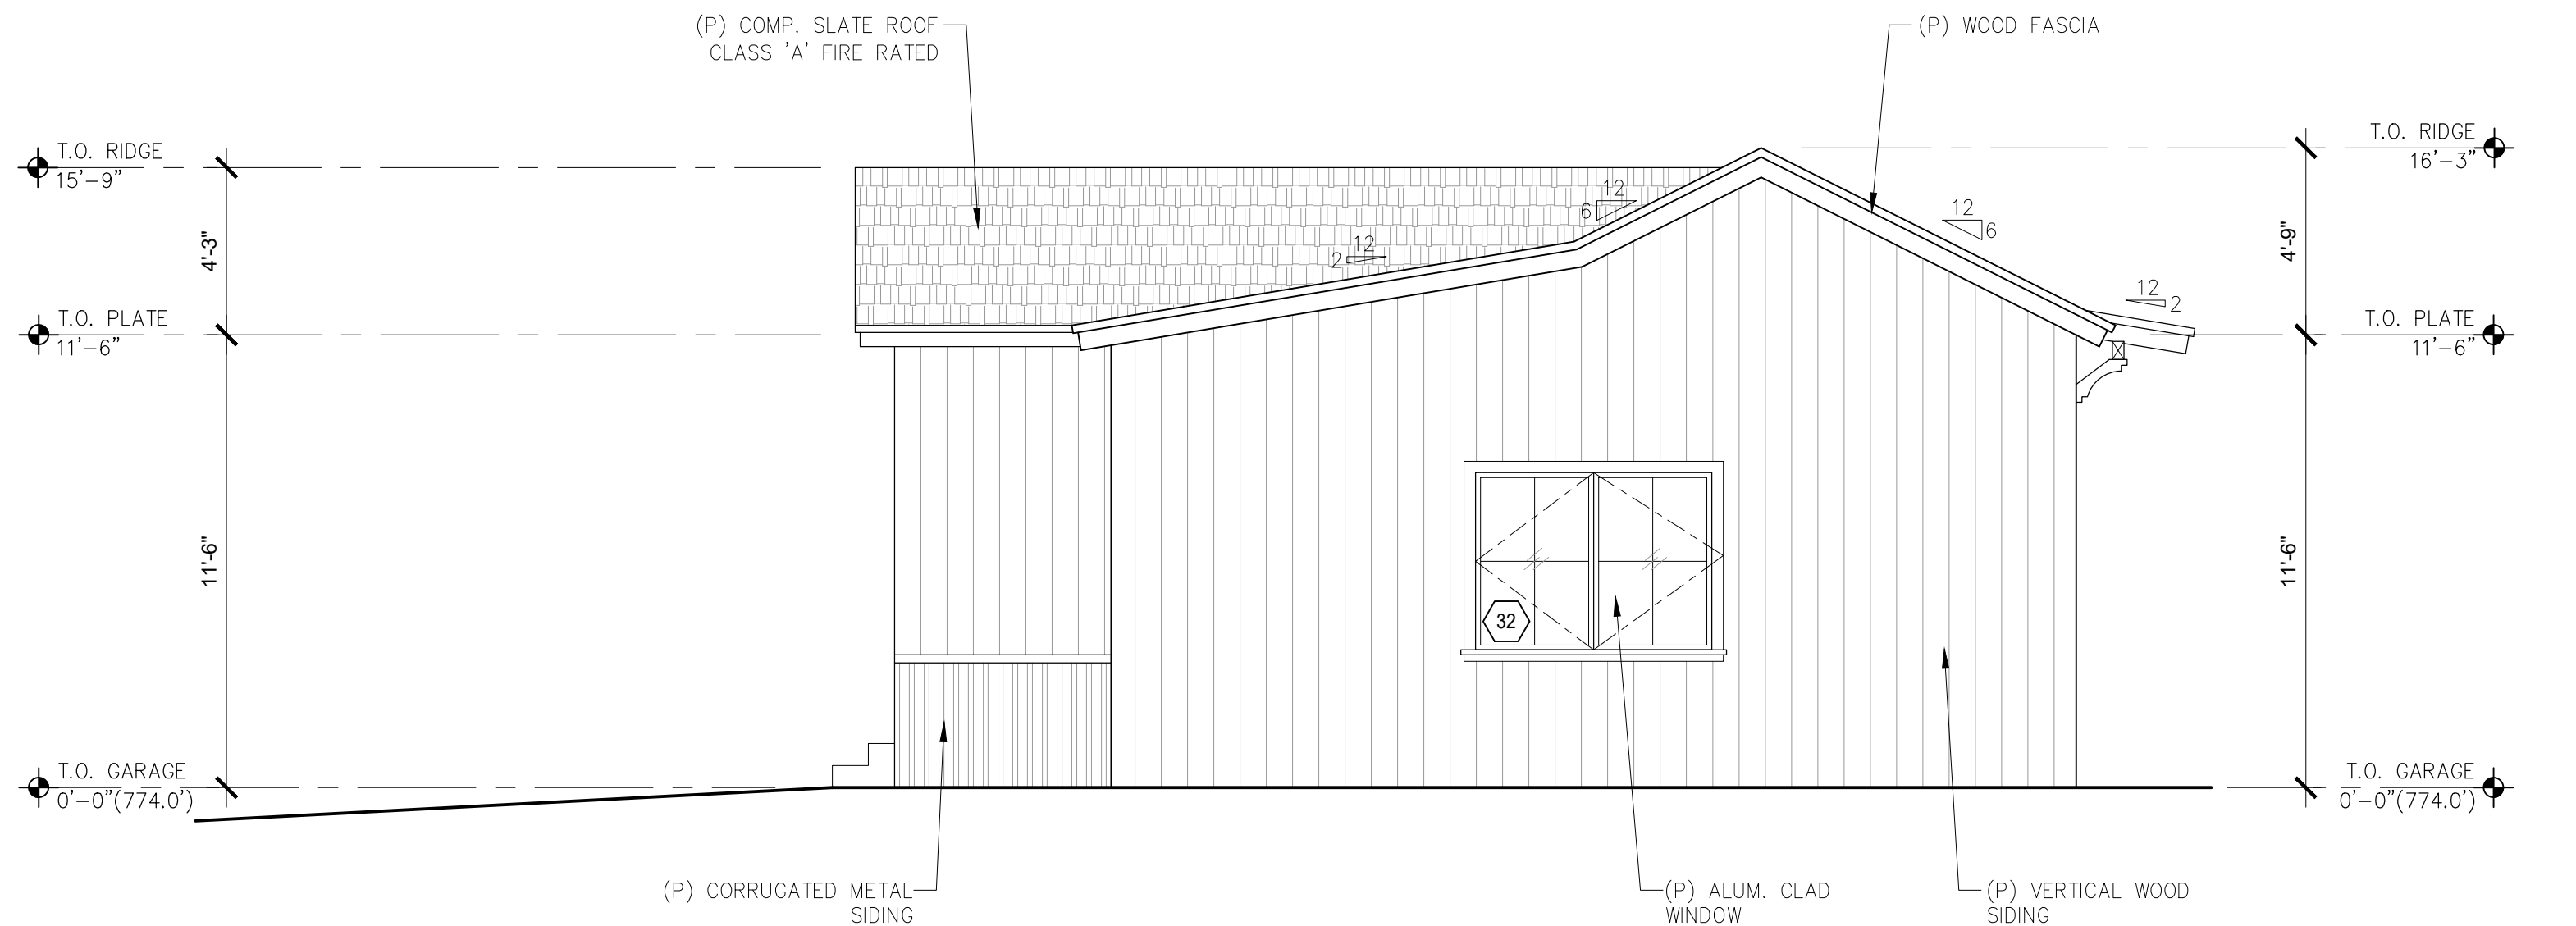 (P) COMP. SLATE ROOF
CLASS 'A' FIRE RATED
(P) WOOD FASCIA
T.O. RIDGE
15'-9"
T.O. RIDGE
16'-3"
12
6
12
6
12
2
12
2
4'-3"
4'-9"
T.O. PLATE
11'-6"
T.O. PLATE
11'-6"
11'-6"
11'-6"
32
T.O. GARAGE
0'-0"(774.0')
T.O. GARAGE
0'-0"(774.0')
(P) CORRUGATED METAL
SIDING
(P) ALUM. CLAD
WINDOW
(P) VERTICAL WOOD
SIDING